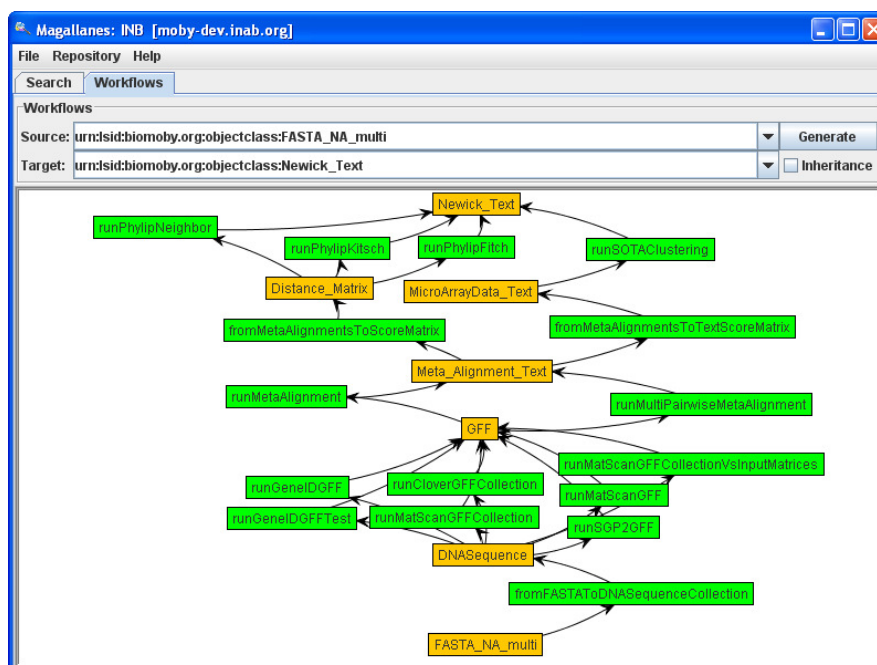 Magallanes: INB [moby-dev.inab.org]
File Repository Help
Search Workflows
Workflows
Source: urn:lsid:biomoby.org:objectclass:FASTA_NA_multi Generate
Target: urn:lsid:biomoby.org:objectclass:Newick_Text Inheritance
Newick_Text
runPhylipNeighbor
runPhylipKitsch runPhylipFitch runSOTAClustering
Distance_Matrix MicroArrayData_Text
fromMetaAlignmentsToScoreMatrix fromMetaAlignmentsToTextScoreMatrix
Meta_Alignment_Text
runMetaAlignment runMultiPairwiseMetaAlignment
GFF
runMatScanGFFCollectionVsInputMatrices
runGeneIDGFF runCloverGFFCollection
runMatScanGFF
runGeneIDGFFTest runMatScanGFFCollection
runSGP2GFF
DNASequence
fromFASTAToDNASequenceCollection
FASTA_NA_multi